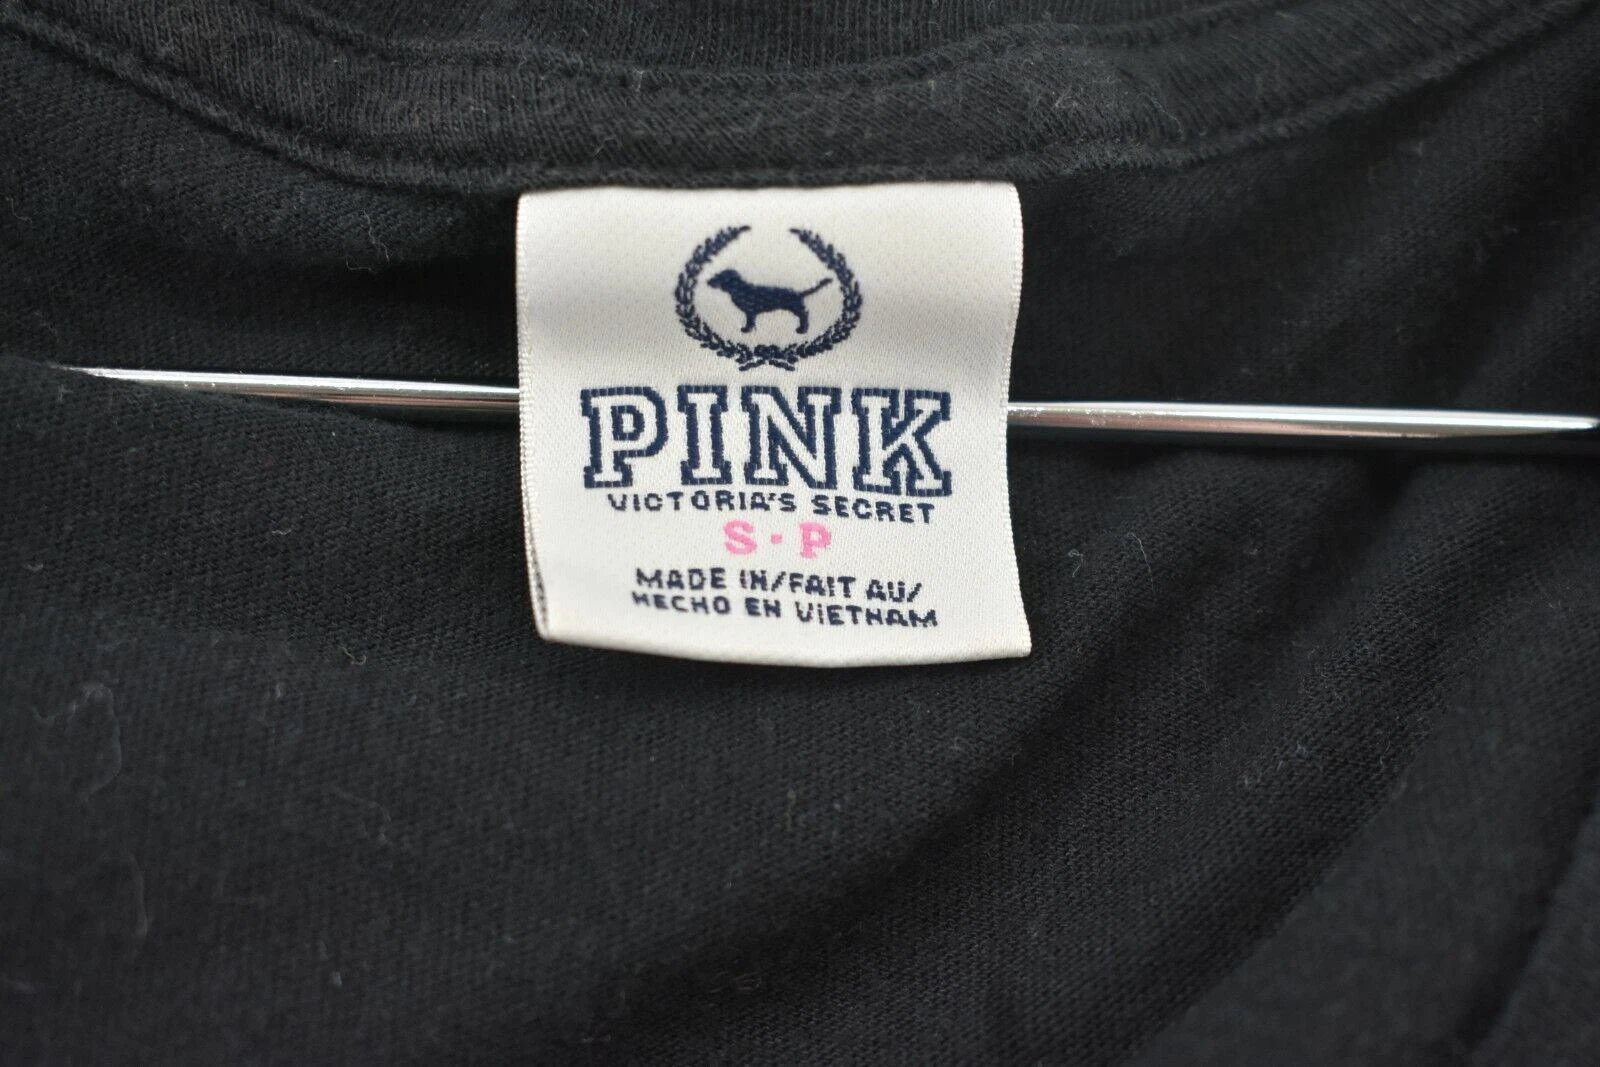 PINK
VICTORIA'S SECRET
S·P
MADE IN/FAIT AU/
HECHO EN VIETNAM